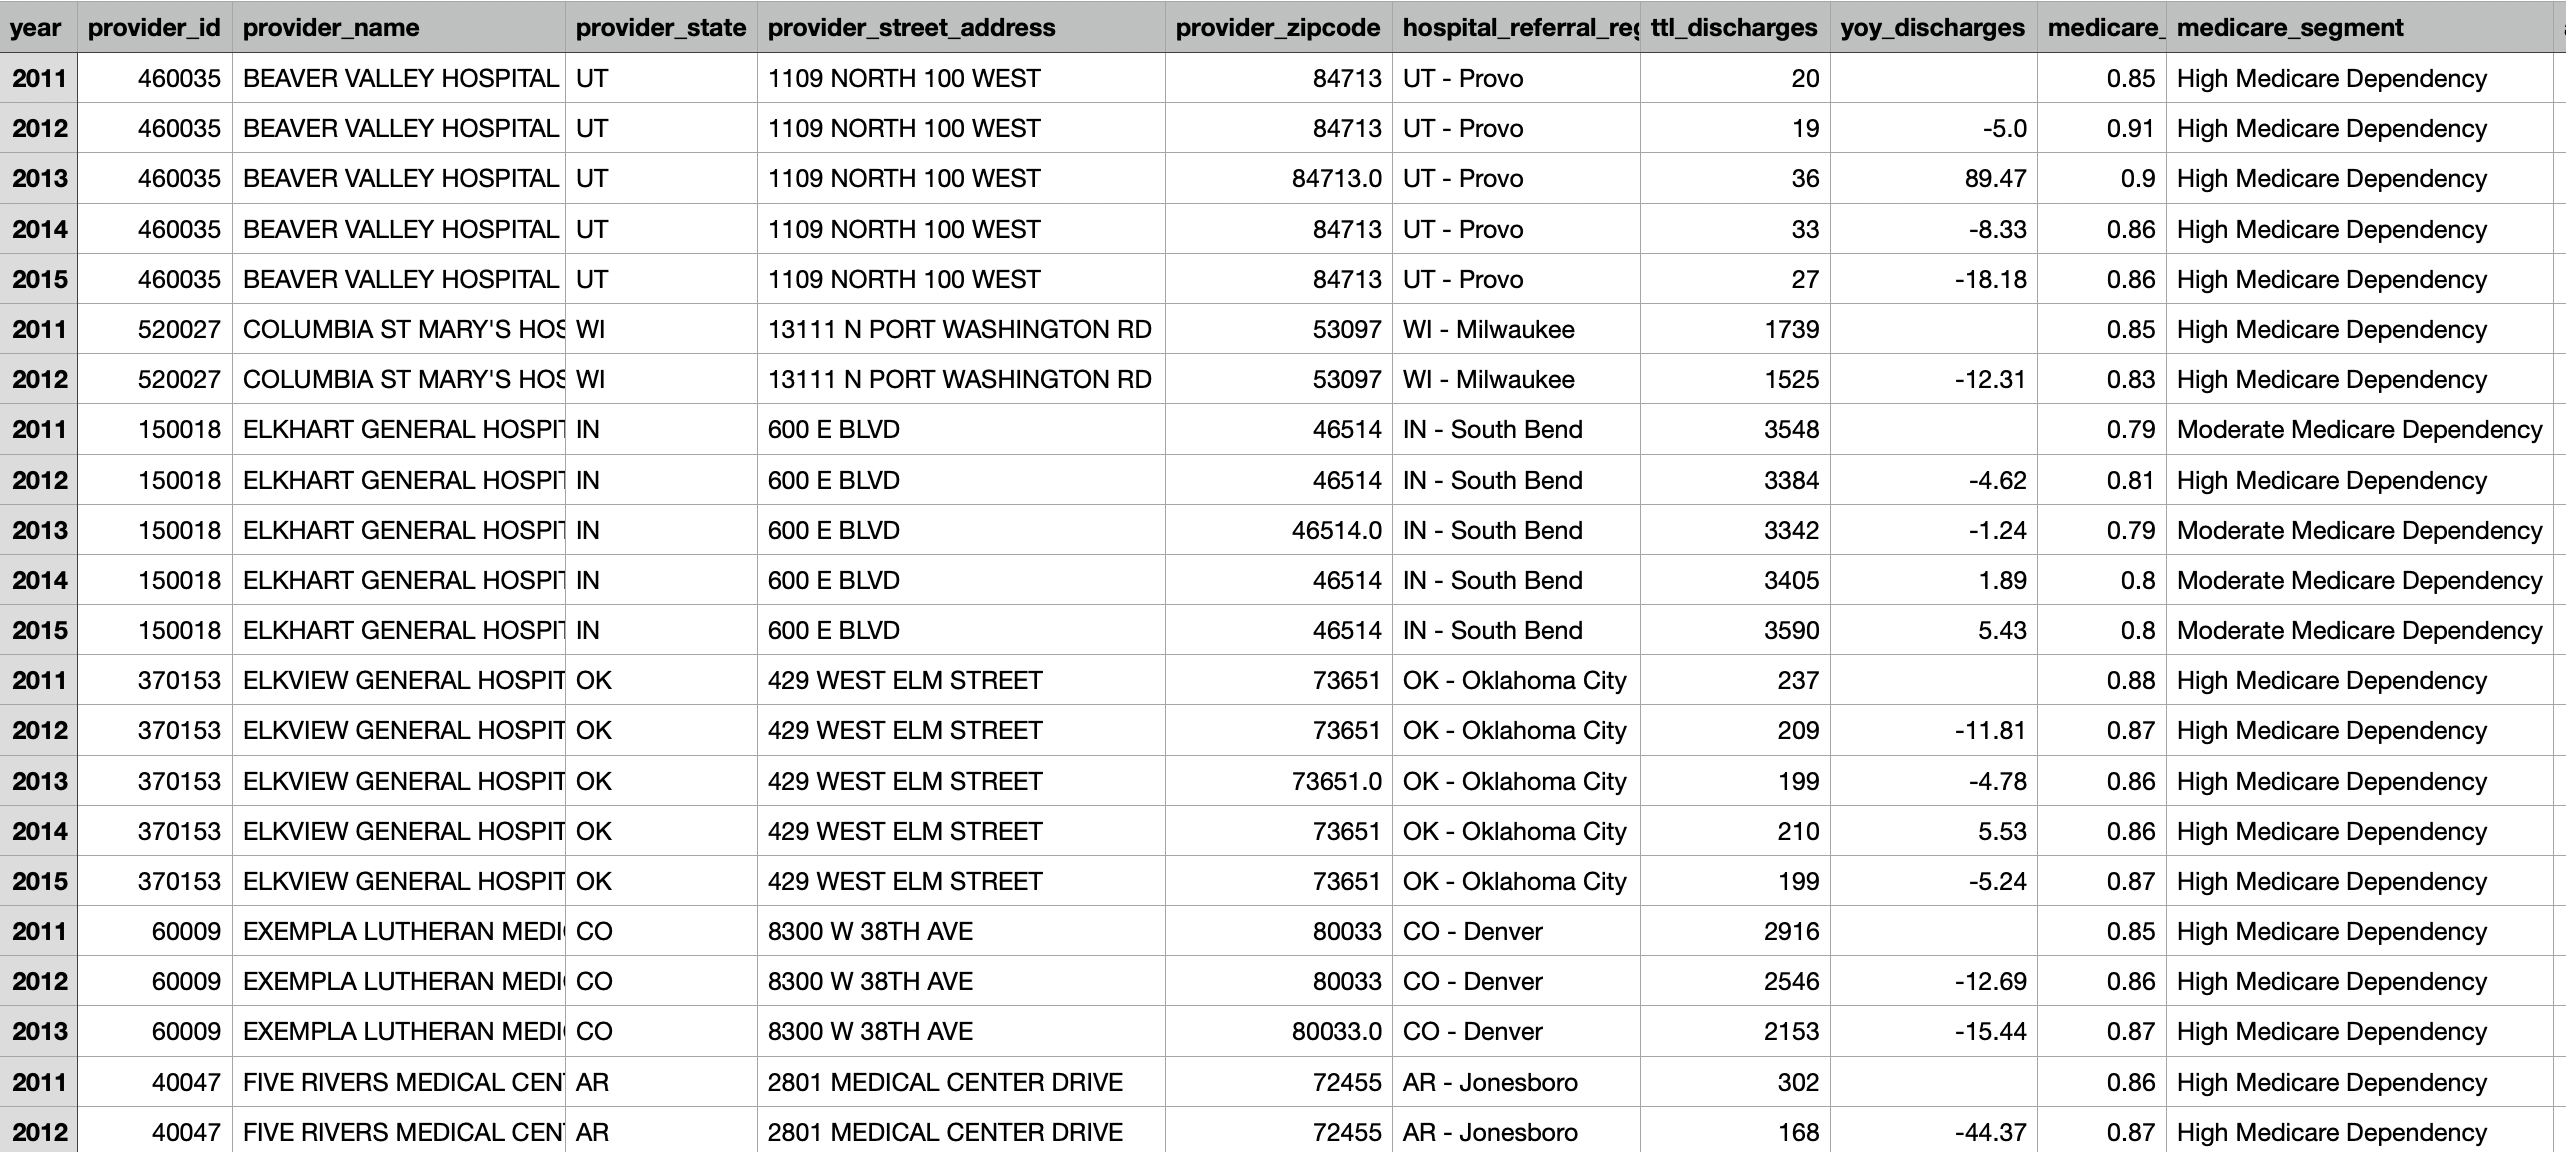 year provider_id provider_name provider_state provider_street_address provider_zipcode hospital_referral_reg ttl_discharges yoy_discharges medicare_ medicare_segment
2011 460035 BEAVER VALLEY HOSPITAL UT 1109 NORTH 100 WEST 84713 UT - Provo 20 0.85 High Medicare Dependency
2012 460035 BEAVER VALLEY HOSPITAL UT 1109 NORTH 100 WEST 84713 UT - Provo 19 -5.0 0.91 High Medicare Dependency
2013 460035 BEAVER VALLEY HOSPITAL UT 1109 NORTH 100 WEST 84713.0 UT - Provo 36 89.47 0.9 High Medicare Dependency
2014 460035 BEAVER VALLEY HOSPITAL UT 1109 NORTH 100 WEST 84713 UT - Provo 33 -8.33 0.86 High Medicare Dependency
2015 460035 BEAVER VALLEY HOSPITAL UT 1109 NORTH 100 WEST 84713 UT - Provo 27 -18.18 0.86 High Medicare Dependency
2011 520027 COLUMBIA ST MARY'S HOS WI 13111 N PORT WASHINGTON RD 53097 WI - Milwaukee 1739 0.85 High Medicare Dependency
2012 520027 COLUMBIA ST MARY'S HOS WI 13111 N PORT WASHINGTON RD 53097 WI - Milwaukee 1525 -12.31 0.83 High Medicare Dependency
2011 150018 ELKHART GENERAL HOSPIT IN 600 E BLVD 46514 IN - South Bend 3548 0.79 Moderate Medicare Dependency
2012 150018 ELKHART GENERAL HOSPIT IN 600 E BLVD 46514 IN - South Bend 3384 -4.62 0.81 High Medicare Dependency
2013 150018 ELKHART GENERAL HOSPIT IN 600 E BLVD 46514.0 IN - South Bend 3342 -1.24 0.79 Moderate Medicare Dependency
2014 150018 ELKHART GENERAL HOSPIT IN 600 E BLVD 46514 IN - South Bend 3405 1.89 0.8 Moderate Medicare Dependency
2015 150018 ELKHART GENERAL HOSPIT IN 600 E BLVD 46514 IN - South Bend 3590 5.43 0.8 Moderate Medicare Dependency
2011 370153 ELKVIEW GENERAL HOSPIT OK 429 WEST ELM STREET 73651 OK - Oklahoma City 237 0.88 High Medicare Dependency
2012 370153 ELKVIEW GENERAL HOSPIT OK 429 WEST ELM STREET 73651 OK - Oklahoma City 209 -11.81 0.87 High Medicare Dependency
2013 370153 ELKVIEW GENERAL HOSPIT OK 429 WEST ELM STREET 73651.0 OK - Oklahoma City 199 -4.78 0.86 High Medicare Dependency
2014 370153 ELKVIEW GENERAL HOSPIT OK 429 WEST ELM STREET 73651 OK - Oklahoma City 210 5.53 0.86 High Medicare Dependency
2015 370153 ELKVIEW GENERAL HOSPIT OK 429 WEST ELM STREET 73651 OK - Oklahoma City 199 -5.24 0.87 High Medicare Dependency
2011 60009 EXEMPLA LUTHERAN MEDI CO 8300 W 38TH AVE 80033 CO - Denver 2916 0.85 High Medicare Dependency
2012 60009 EXEMPLA LUTHERAN MEDI CO 8300 W 38TH AVE 80033 CO - Denver 2546 -12.69 0.86 High Medicare Dependency
2013 60009 EXEMPLA LUTHERAN MEDI CO 8300 W 38TH AVE 80033.0 CO - Denver 2153 -15.44 0.87 High Medicare Dependency
2011 40047 FIVE RIVERS MEDICAL CEN AR 2801 MEDICAL CENTER DRIVE 72455 AR - Jonesboro 302 0.86 High Medicare Dependency
2012 40047 FIVE RIVERS MEDICAL CEN AR 2801 MEDICAL CENTER DRIVE 72455 AR - Jonesboro 168 -44.37 0.87 High Medicare Dependency